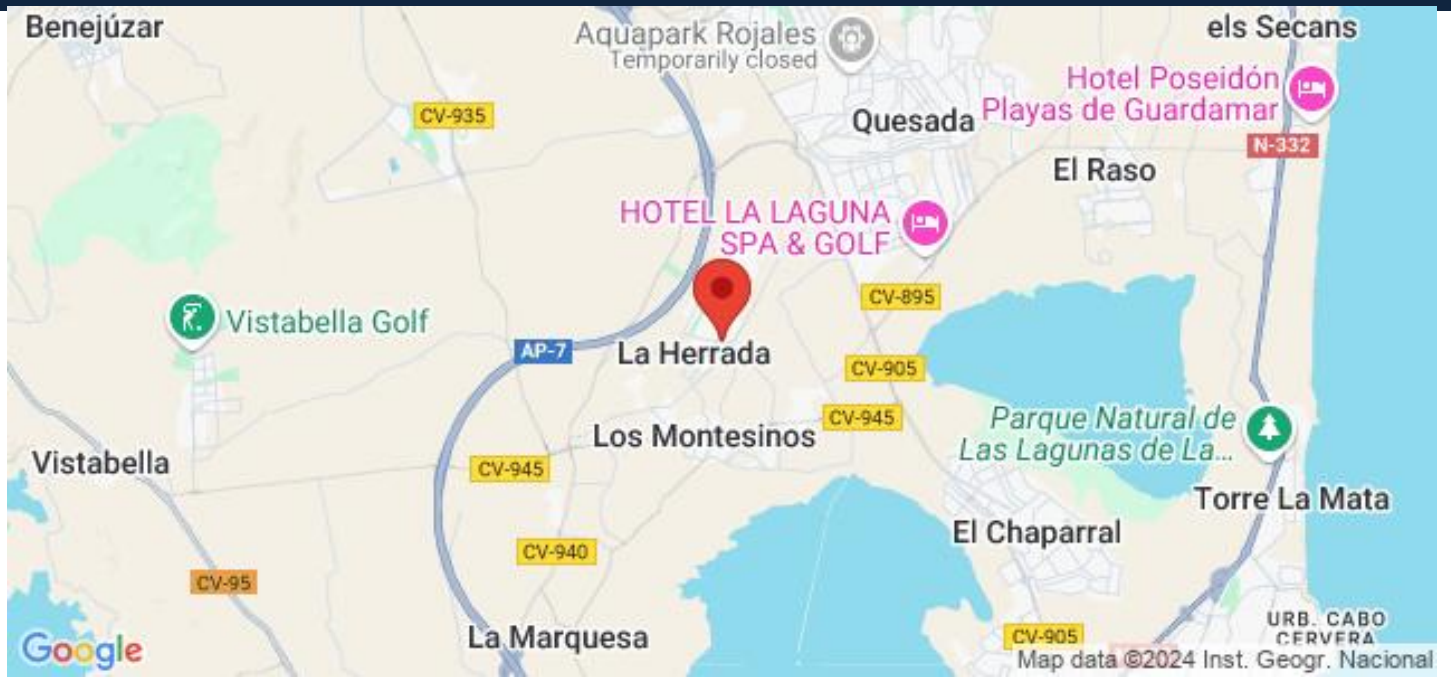 Benejúzar
Aquapark Rojales
Temporarily closed
els Secans
Hotel Poseidón
Playas de Guardamar
CV-935
Quesada
N-332
El Raso
HOTEL LA LAGUNA
SPA & GOLF
CV-895
Vistabella Golf
AP-7
La Herrada
CV-905
CV-945
Parque Natural de
Las Lagunas de La...
Los Montesinos
Vistabella
CV-945
Torre La Mata
El Chaparral
CV-940
CV-95
URB. CABO
CERVERA
La Marquesa
CV-905
Google
Map data ©2024 Inst. Geogr. Nacional